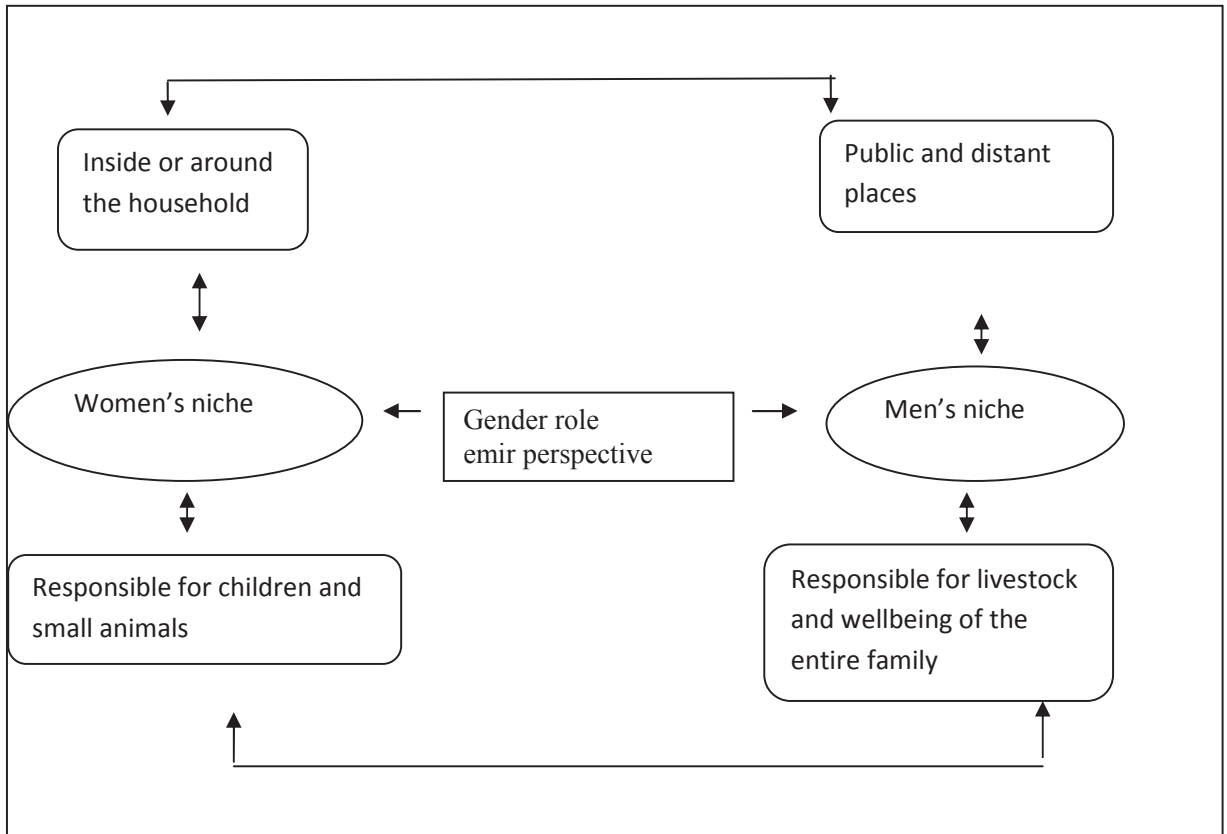 Inside or around
the household
Public and distant
places
Women’s niche
Gender role
emir perspective
Men’s niche
Responsible for children and
small animals
Responsible for livestock
and wellbeing of the
entire family